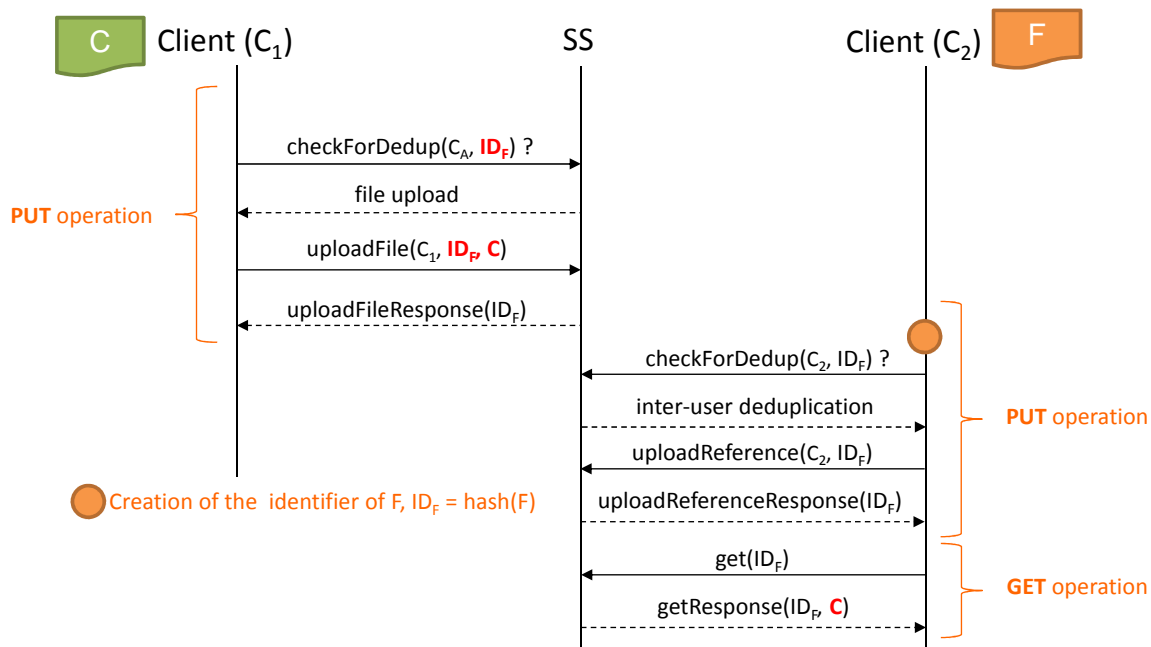 C Client (C1) SS Client (C2) F
checkForDedup(CA, IDF) ?
file upload
PUT operation
uploadFile(C1, IDF, C)
uploadFileResponse(IDF)
checkForDedup(C2, IDF) ?
inter-user deduplication
PUT operation
uploadReference(C2, IDF)
Creation of the identifier of F, IDF = hash(F)
uploadReferenceResponse(IDF)
get(IDF)
GET operation
getResponse(IDF, C)